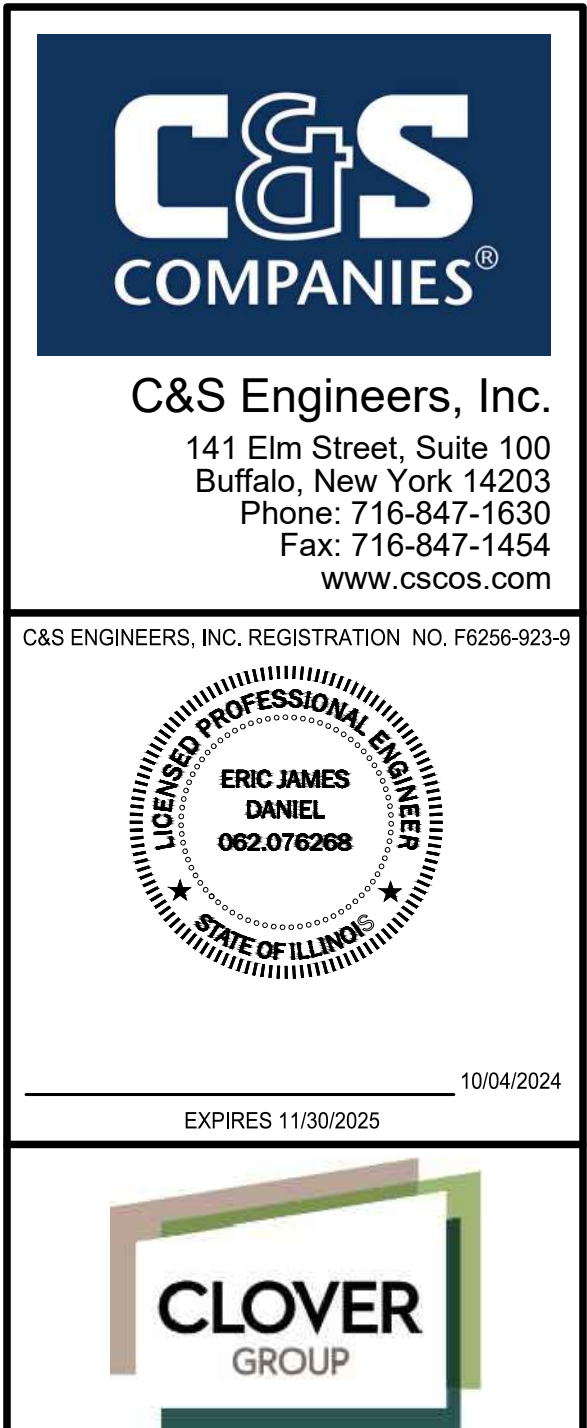 C&S
COMPANIES®
C&S Engineers, Inc.
141 Elm Street, Suite 100
Buffalo, New York 14203
Phone: 716-847-1630
Fax: 716-847-1454
www.cscos.com
C&S ENGINEERS, INC. REGISTRATION NO. F6256-923-9
LICENSED PROFESSIONAL ENGINEER
ERIC JAMES
DANIEL
062.076268
STATE OF ILLINOIS
10/04/2024
EXPIRES 11/30/2025
CLOVER
GROUP